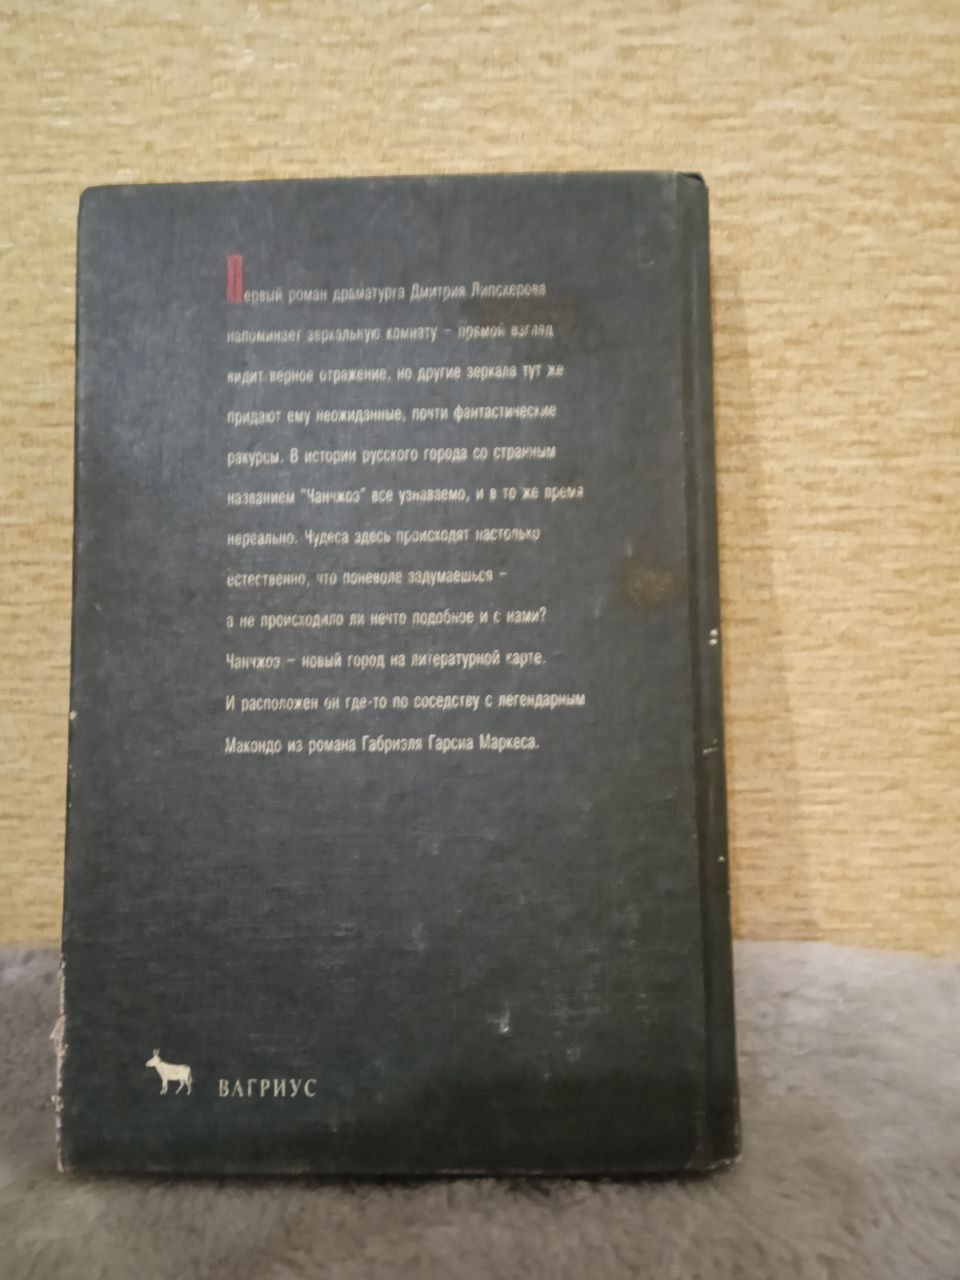 Первый роман драматурга Дмитрия Липскерова
напоминает зеркальную комнату – прямой взгляд
видит верное отражение, но другие зеркала тут же
придают ему неожиданные, почти фантастические
ракурсы. В истории русского города со странным
названием "Чанчжоэ" все узнаваемо, и в то же время
нереально. Чудеса здесь происходят настолько
естественно, что поневоле задумаешься –
а не происходило ли нечто подобное и с нами?
Чанчжоэ – новый город на литературной карте.
И расположен он где-то по соседству с легендарным
Макондо из романа Габриэля Гарсиа Маркеса.
ВАГРИУС